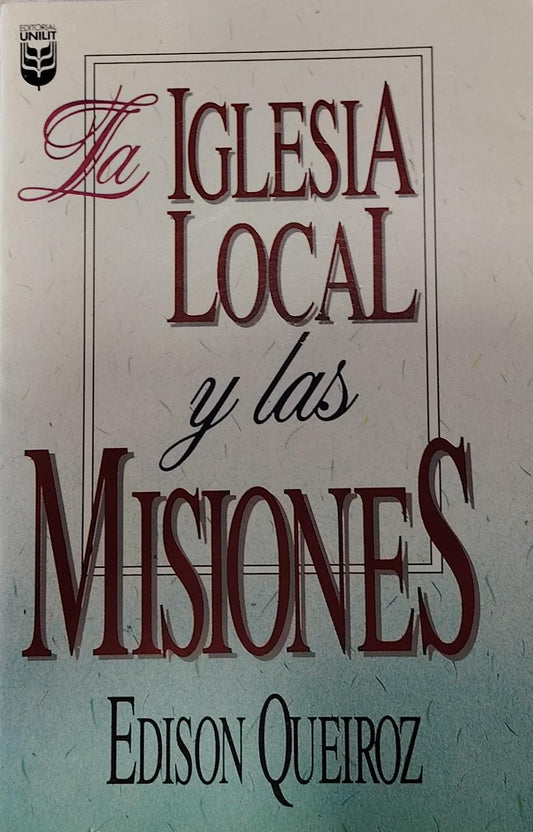 EDITORIAL
UNILIT
La IGLESIA
LOCAL
y las
MISIONES
EDISON QUEIROZ